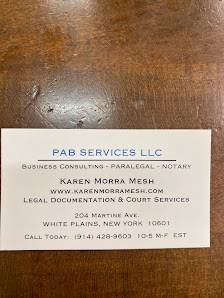 PAB SERVICES LLC
BUSINESS CONSULTING - PARALEGAL - NOTARY
KAREN MORRA MESH
WWW.KARENMORRAMESH.COM
LEGAL DOCUMENTATION & COURT SERVICES
204 MARTINE AVE.
WHITE PLAINS, NEW YORK 10601
CALL TODAY: (914) 428-9603 10-5 M-F EST